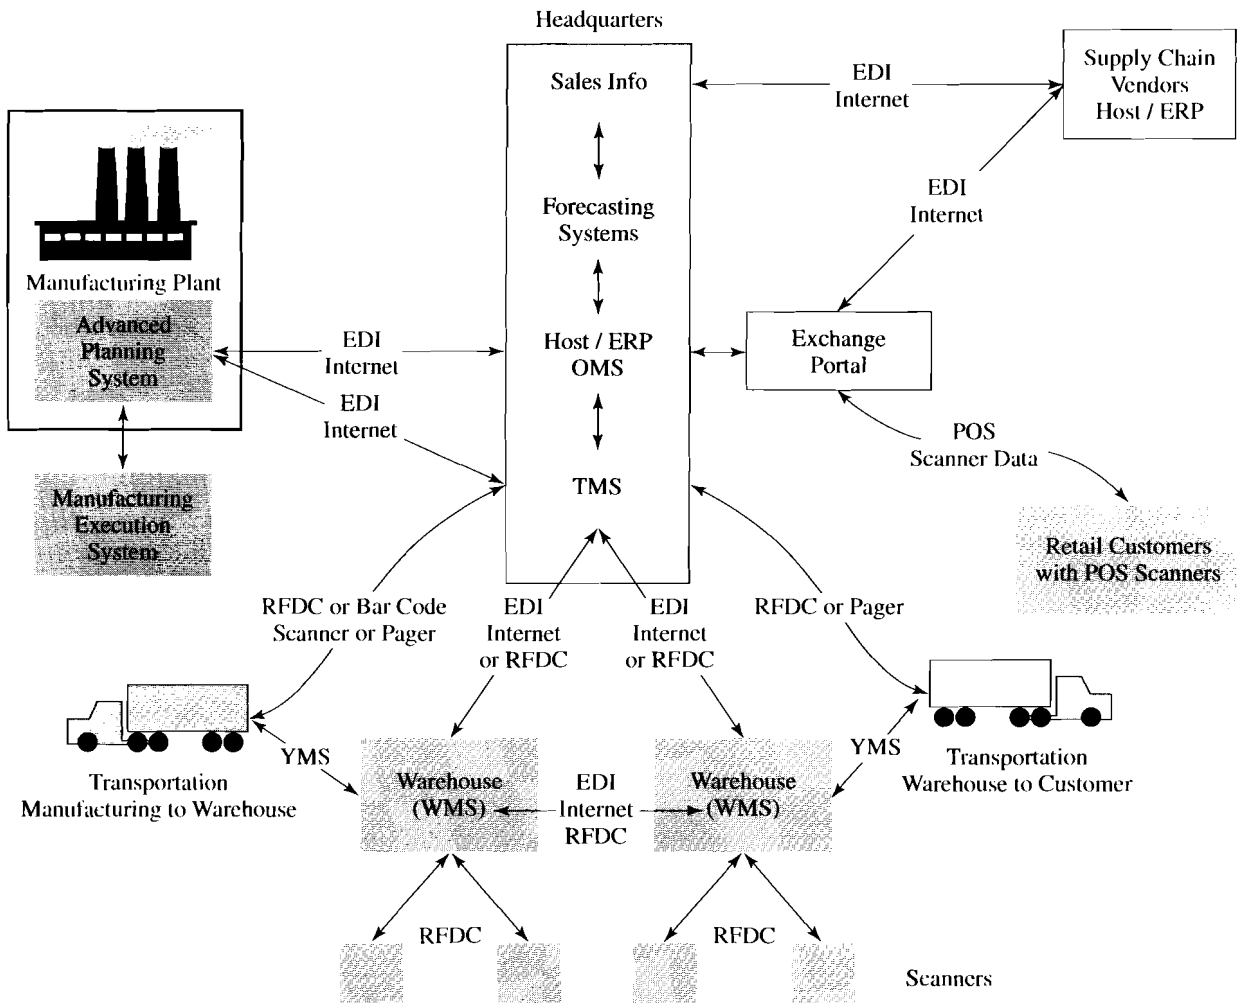 Headquarters
Sales Info
Forecasting
Systems
Host / ERP
OMS
TMS
EDI
Internet
Supply Chain
Vendors
Host / ERP
EDI
Internet
Manufacturing Plant
Advanced
Planning
System
EDI
Internet
EDI
Internet
Manufacturing
Execution
System
Exchange
Portal
POS
Scanner Data
Retail Customers
with POS Scanners
RFDC or Bar Code
Scanner or Pager
EDI
Internet
or RFDC
EDI
Internet
or RFDC
RFDC or Pager
YMS
Transportation
Manufacturing to Warehouse
Warehouse
(WMS)
EDI
Internet
RFDC
Warehouse
(WMS)
YMS
Transportation
Warehouse to Customer
RFDC
RFDC
Scanners